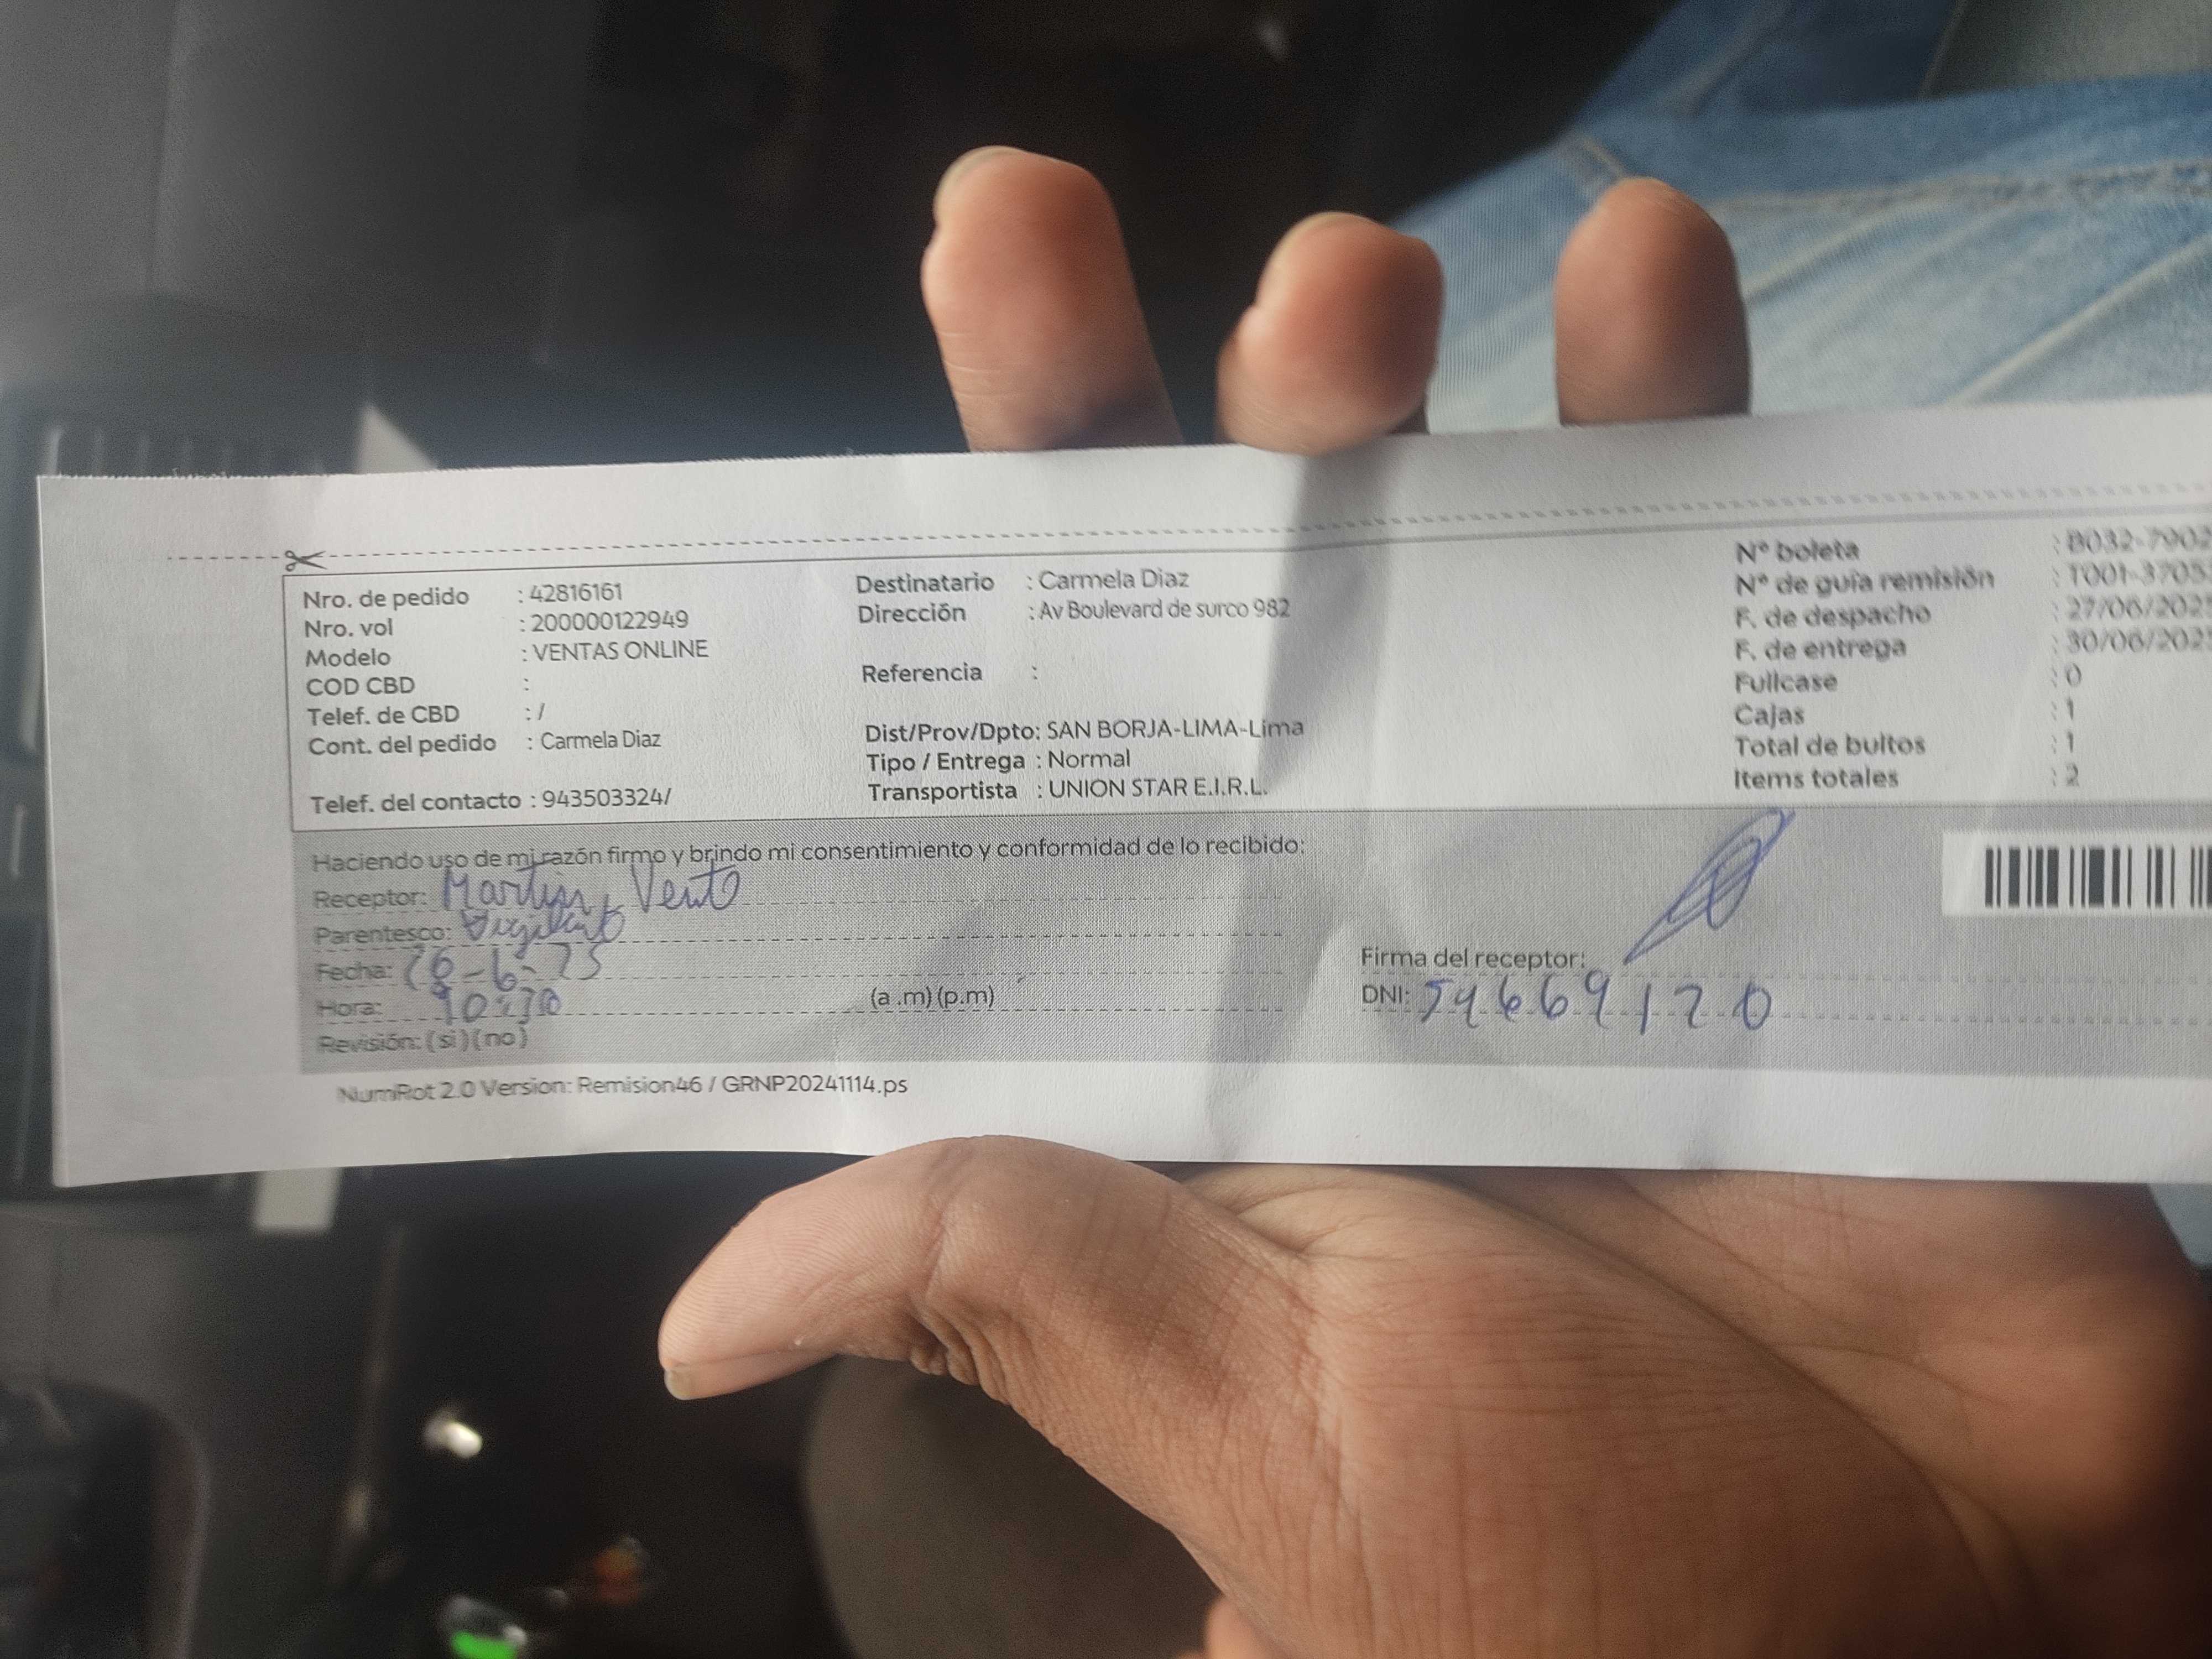 Nro. de pedido : 42816161
Nro. vol : 200000122949
Modelo : VENTAS ONLINE
COD CBD :
Telef. de CBD : /
Cont. del pedido : Carmela Diaz
Telef. del contacto : 943503324/
Destinatario : Carmela Diaz
Dirección : Av Boulevard de surco 982
Referencia :
Dist/Prov/Dpto: SAN BORJA-LIMA-Lima
Tipo / Entrega : Normal
Transportista : UNION STAR E.I.R.L.
Nº boleta : B032-7902
Nº de guía remisión : T001-3705
F. de despacho : 27/06/202
F. de entrega : 30/06/202
Fullcase : 0
Cajas : 1
Total de bultos : 1
Items totales : 2
Haciendo uso de mi razón firmo y brindo mi consentimiento y conformidad de lo recibido:
Receptor: Martin Vento
Parentesco: Vigilante
Fecha:
Hora: (a .m) (p.m)
Revisión: (si) (no)
Firma del receptor:
DNI:
NumRot 2.0 Version: Remision46 / GRNP20241114.ps